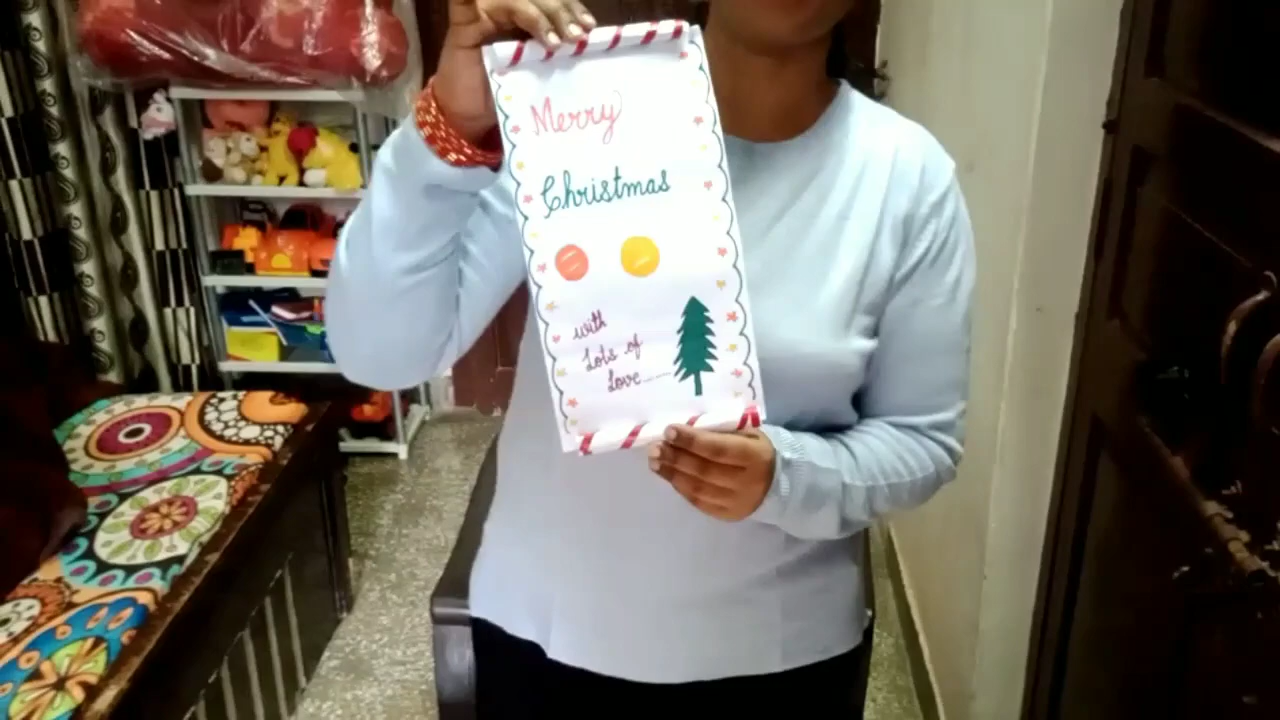 Merry
Christmas
with
Lots of
Love......